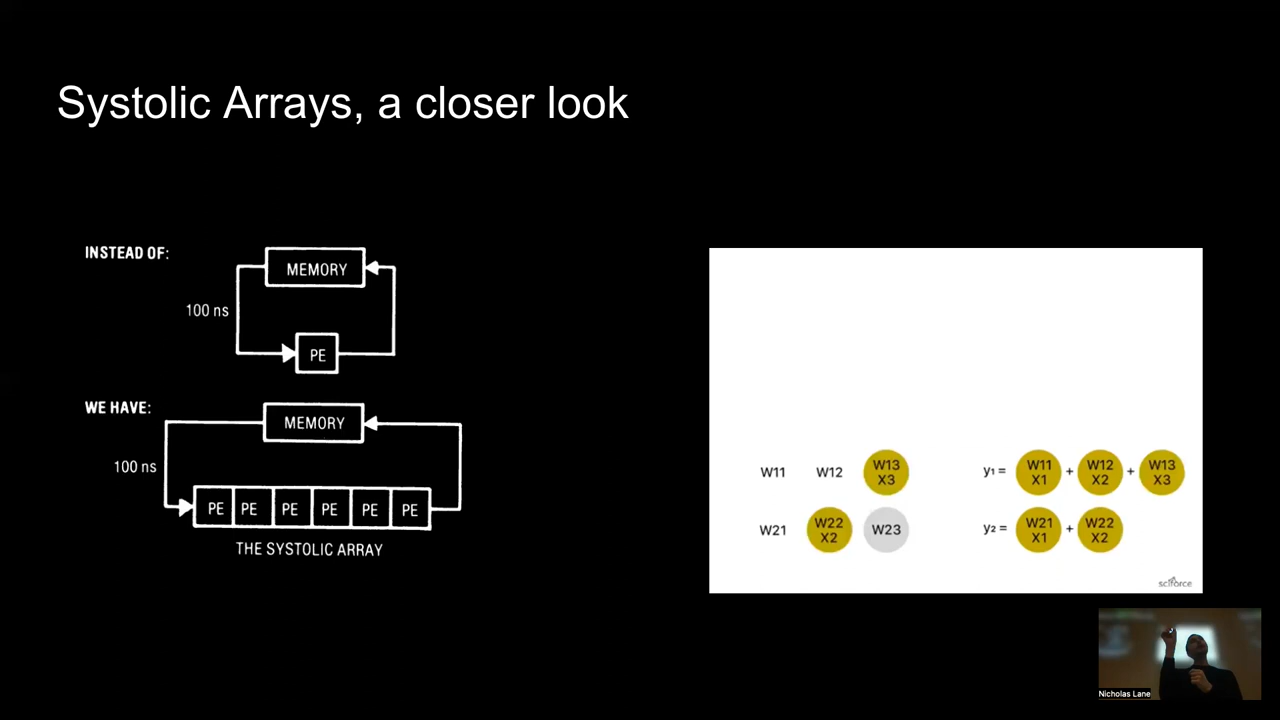 Systolic Arrays, a closer look
INSTEAD OF:
MEMORY
100 ns
PE
WE HAVE:
MEMORY
100 ns
PE PE PE PE PE PE
THE SYSTOLIC ARRAY
W11 W12 W13 X3 y₁ = W11 X1 + W12 X2 + W13 X3
W21 W22 X2 W23 y₂ = W21 X1 + W22 X2
sciforce
Nicholas Lane